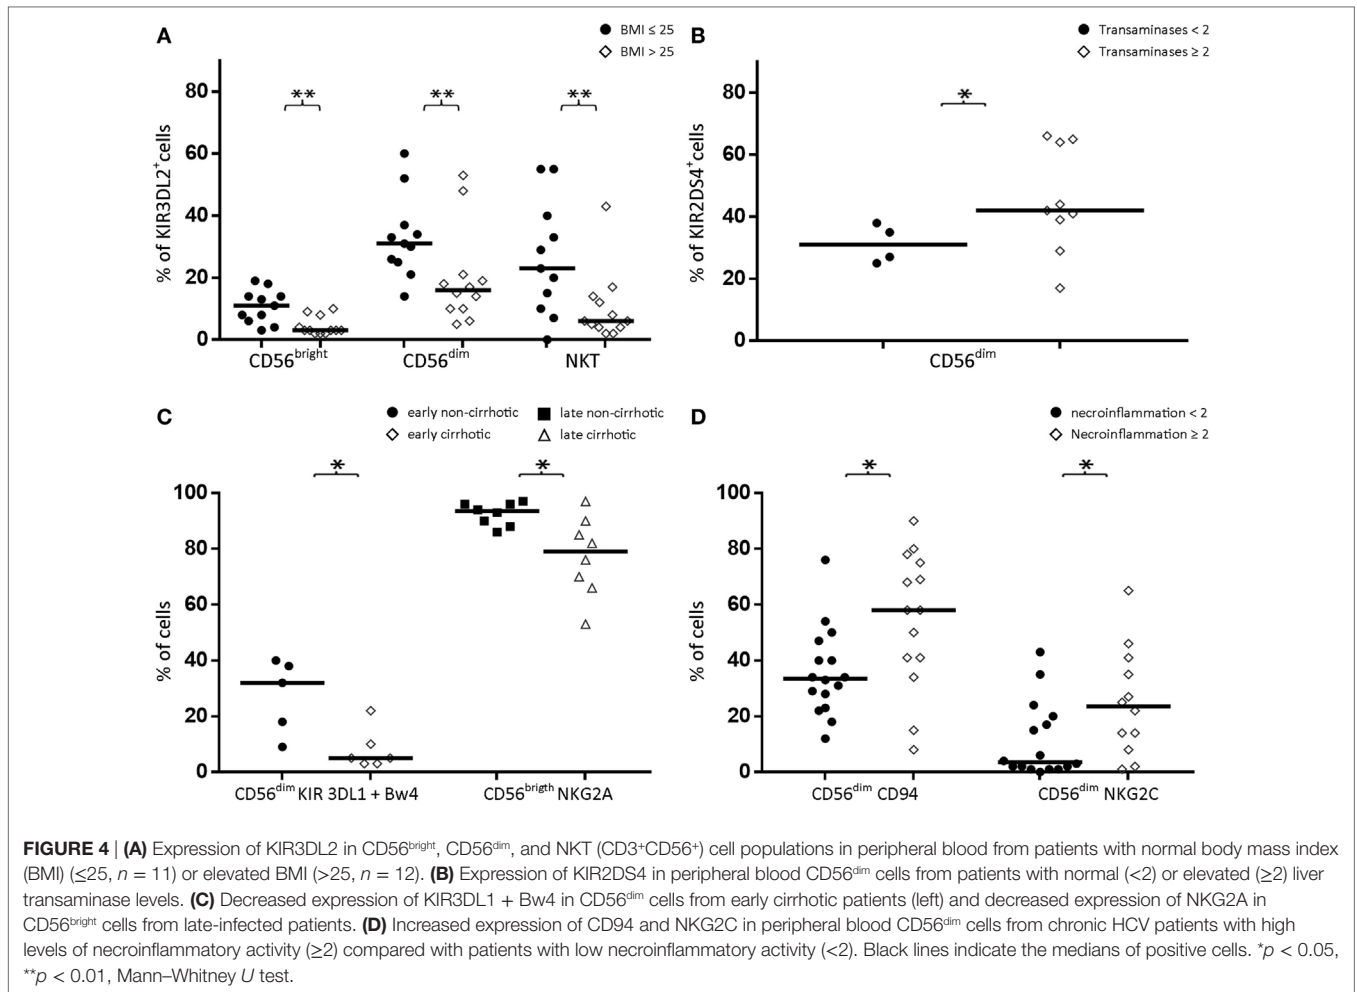 A
BMI ≤ 25
BMI > 25
% of KIR3DL2+cells
80
60
40
20
0
** ** **
CD56bright CD56dim NKT
B
Transaminases < 2
Transaminases ≥ 2
% of KIR2DS4+cells
80
60
40
20
0
*
CD56dim
C
early non-cirrhotic late non-cirrhotic
early cirrhotic late cirrhotic
% of cells
100
80
60
40
20
0
* *
CD56dim KIR 3DL1 + Bw4 CD56brigth NKG2A
D
necroinflammation < 2
Necroinflammation ≥ 2
% of cells
100
80
60
40
20
0
* *
CD56dim CD94 CD56dim NKG2C
FIGURE 4 | (A) Expression of KIR3DL2 in CD56bright, CD56dim, and NKT (CD3+CD56+) cell populations in peripheral blood from patients with normal body mass index
(BMI) (≤25, n = 11) or elevated BMI (>25, n = 12). (B) Expression of KIR2DS4 in peripheral blood CD56dim cells from patients with normal (<2) or elevated (≥2) liver
transaminase levels. (C) Decreased expression of KIR3DL1 + Bw4 in CD56dim cells from early cirrhotic patients (left) and decreased expression of NKG2A in
CD56bright cells from late-infected patients. (D) Increased expression of CD94 and NKG2C in peripheral blood CD56dim cells from chronic HCV patients with high
levels of necroinflammatory activity (≥2) compared with patients with low necroinflammatory activity (<2). Black lines indicate the medians of positive cells. *p < 0.05,
**p < 0.01, Mann–Whitney U test.